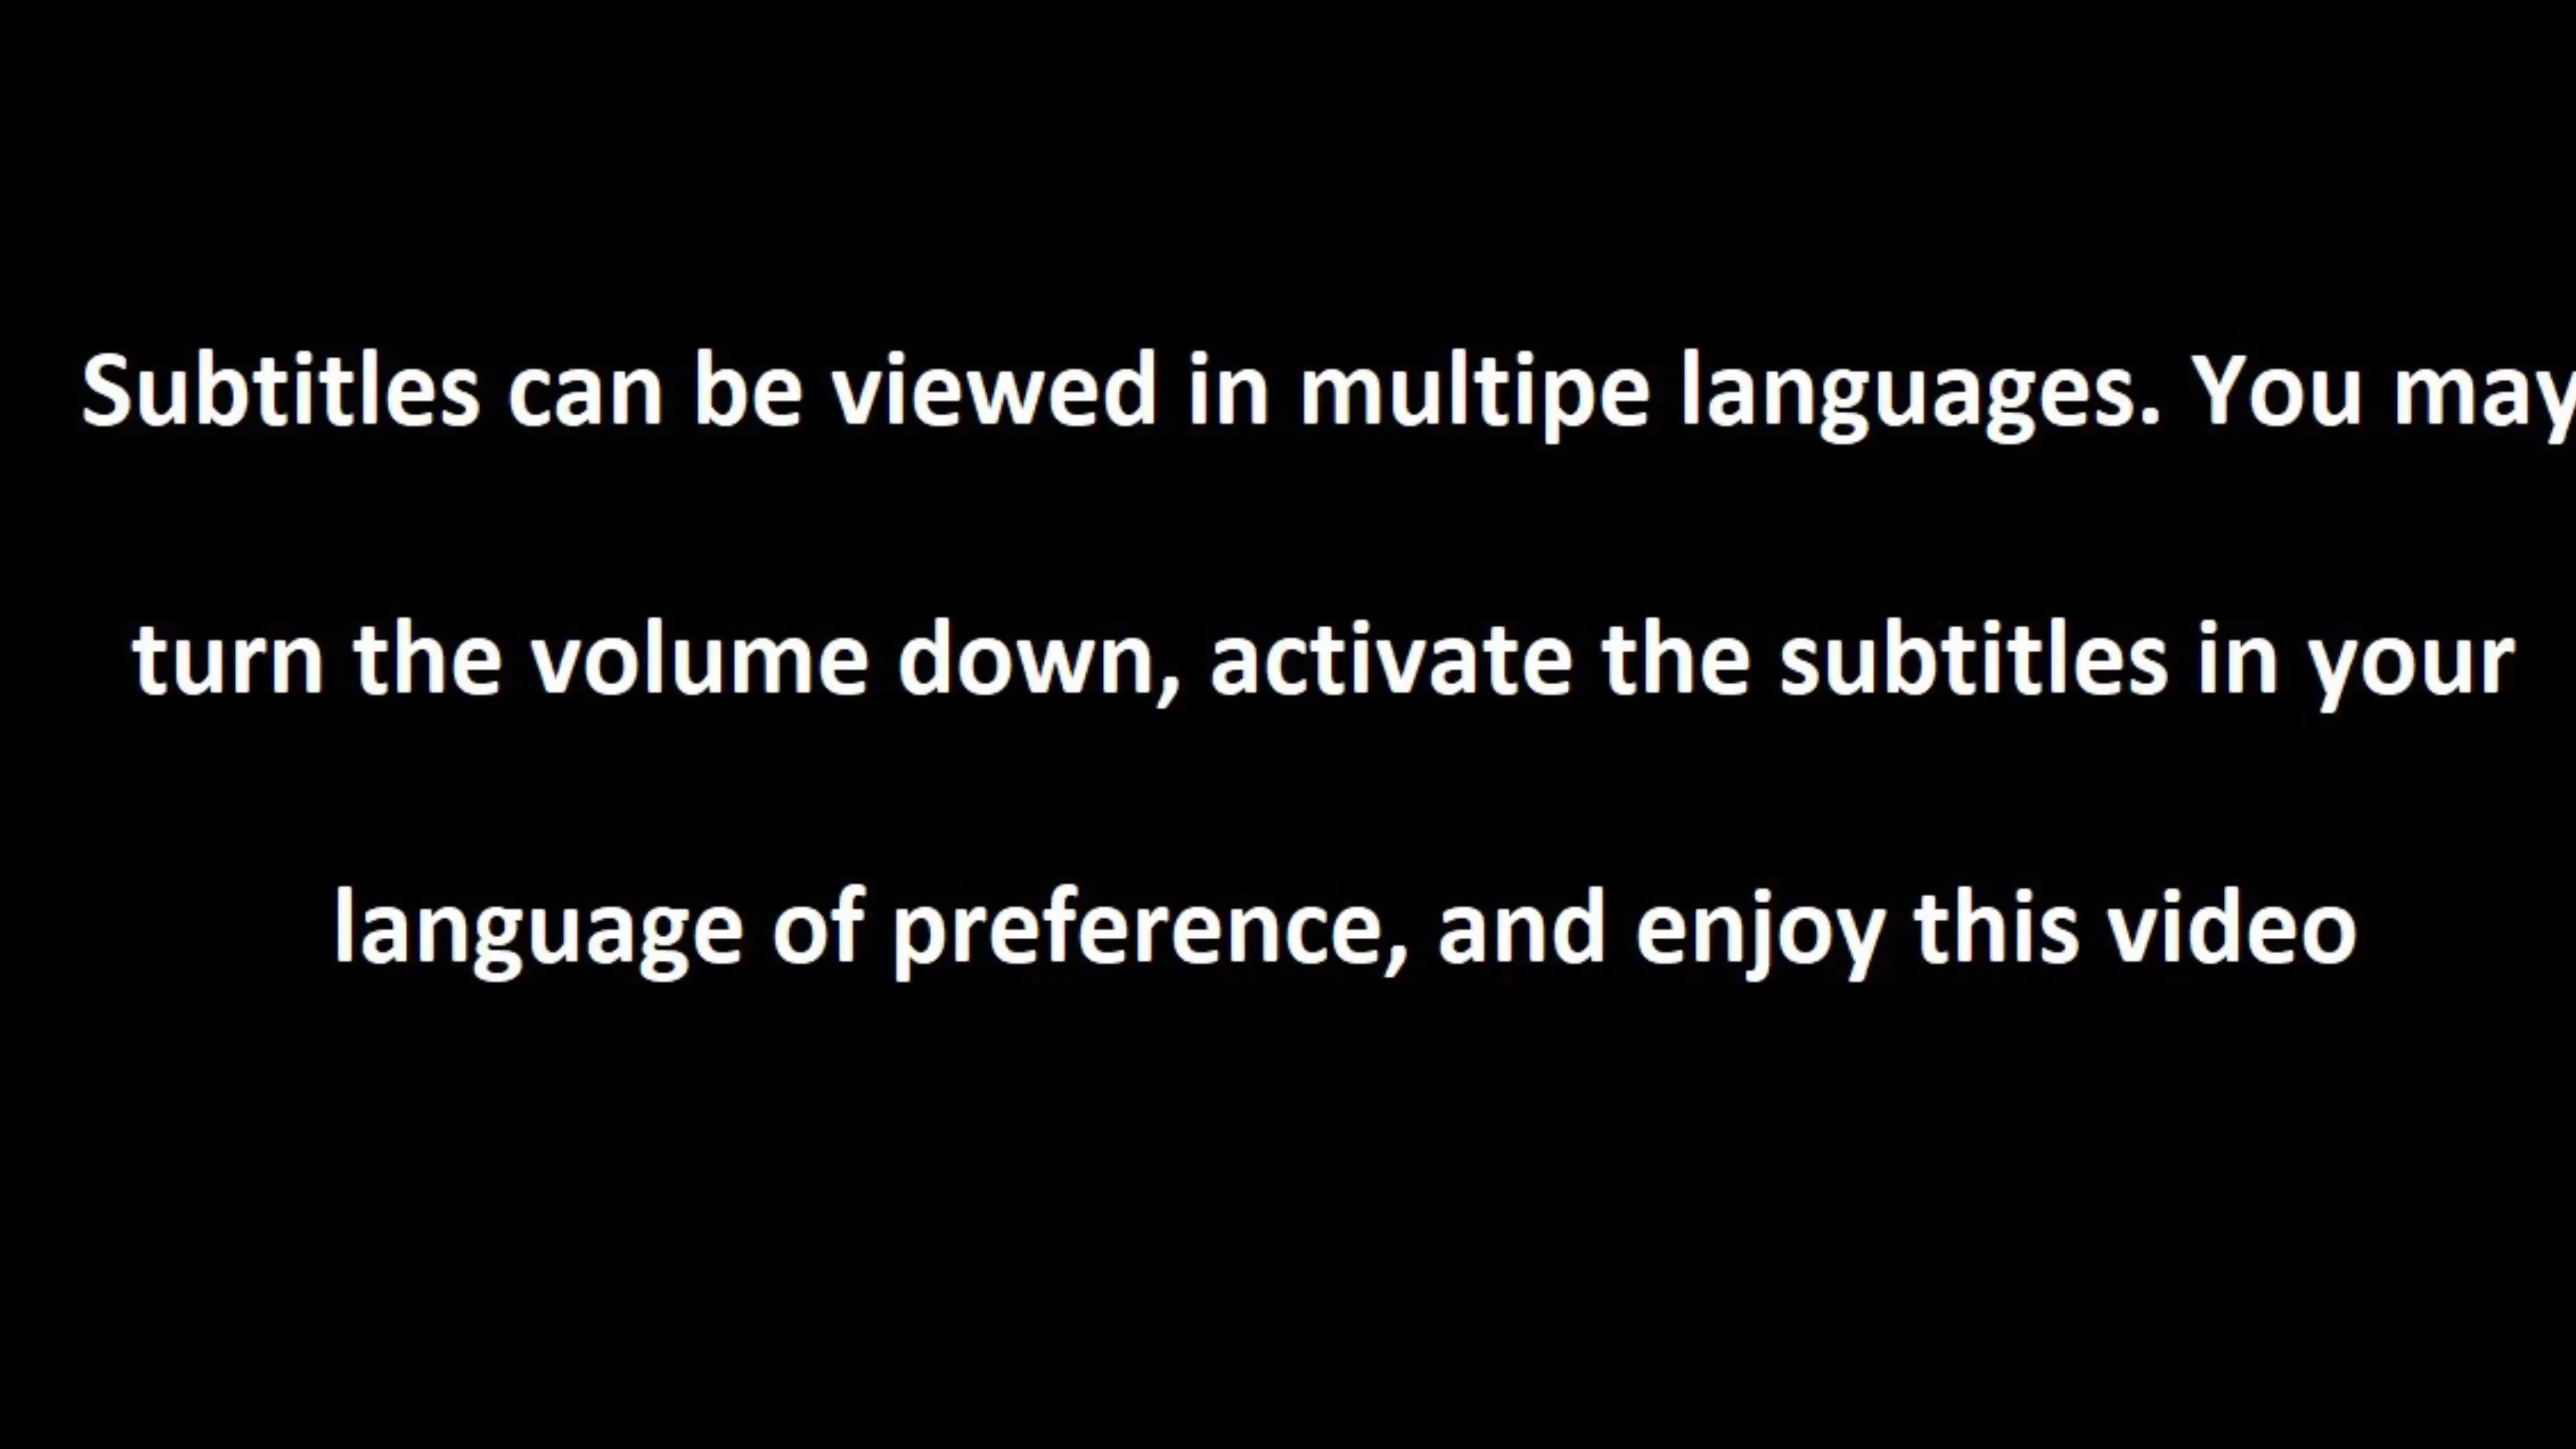 Subtitles can be viewed in multipe languages. You may
turn the volume down, activate the subtitles in your
language of preference, and enjoy this video